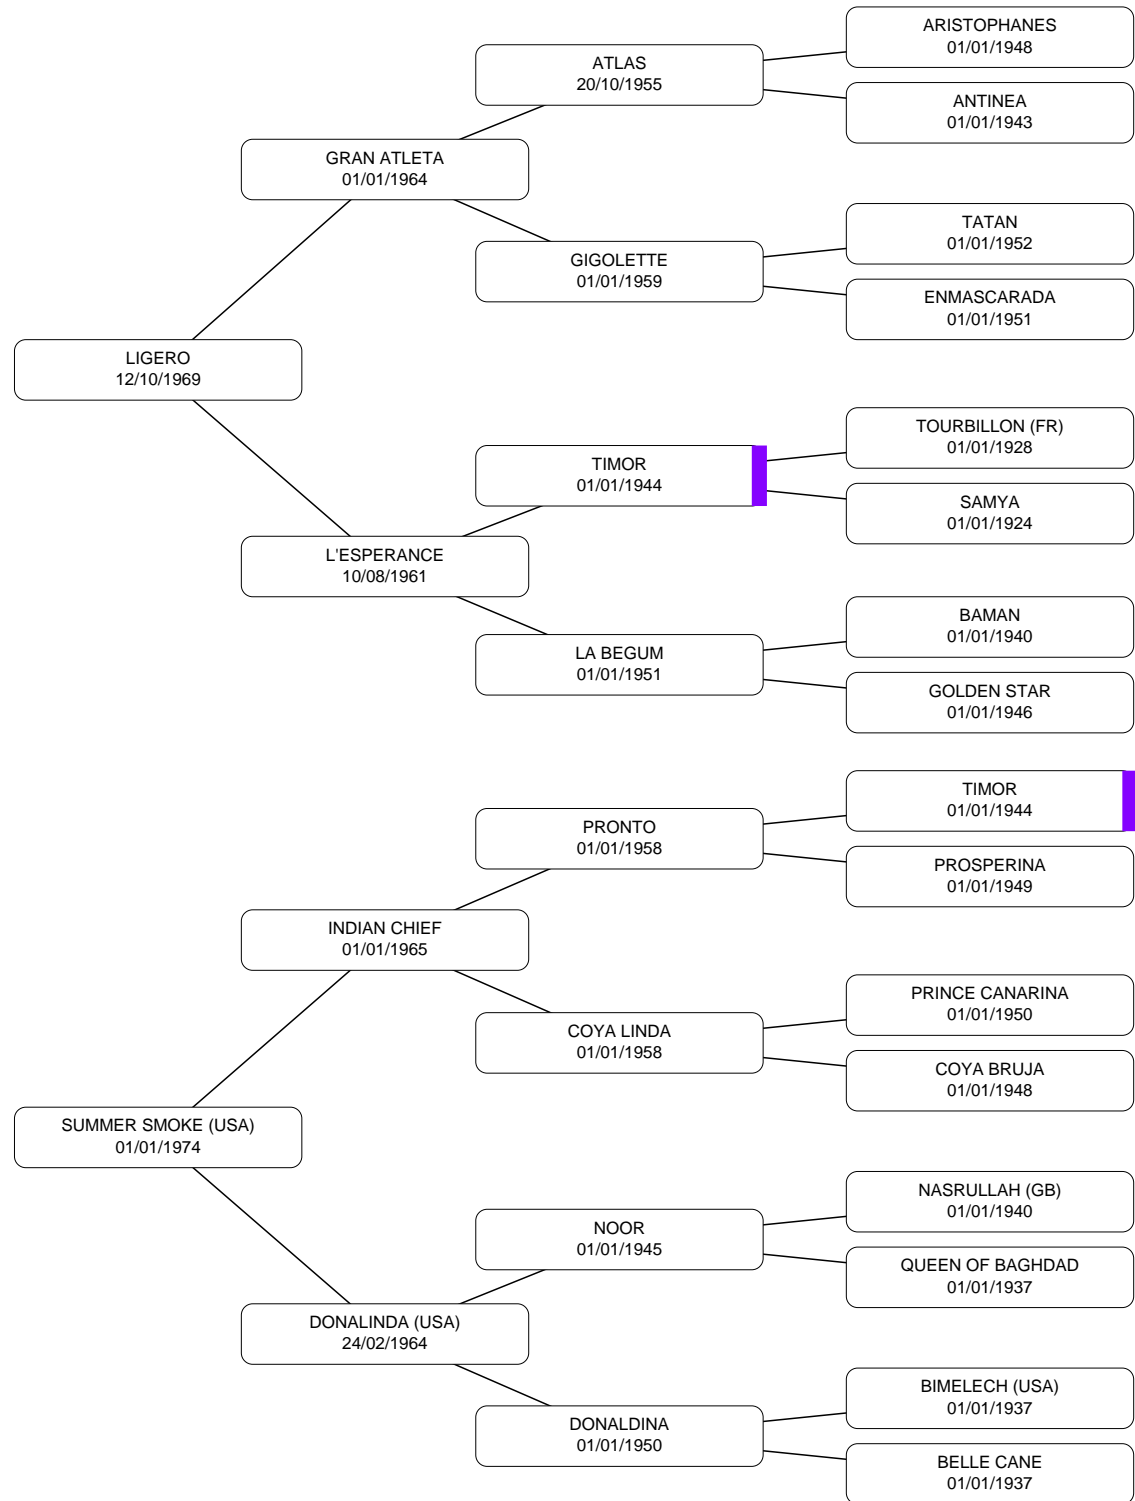 ARISTOPHANES
01/01/1948
ATLAS
20/10/1955
ANTINEA
01/01/1943
GRAN ATLETA
01/01/1964
TATAN
01/01/1952
GIGOLETTE
01/01/1959
ENMASCARADA
01/01/1951
LIGERO
12/10/1969
TOURBILLON (FR)
01/01/1928
TIMOR
01/01/1944
SAMYA
01/01/1924
L'ESPERANCE
10/08/1961
BAMAN
01/01/1940
LA BEGUM
01/01/1951
GOLDEN STAR
01/01/1946
TIMOR
01/01/1944
PRONTO
01/01/1958
PROSPERINA
01/01/1949
INDIAN CHIEF
01/01/1965
PRINCE CANARINA
01/01/1950
COYA LINDA
01/01/1958
COYA BRUJA
01/01/1948
SUMMER SMOKE (USA)
01/01/1974
NASRULLAH (GB)
01/01/1940
NOOR
01/01/1945
QUEEN OF BAGHDAD
01/01/1937
DONALINDA (USA)
24/02/1964
BIMELECH (USA)
01/01/1937
DONALDINA
01/01/1950
BELLE CANE
01/01/1937